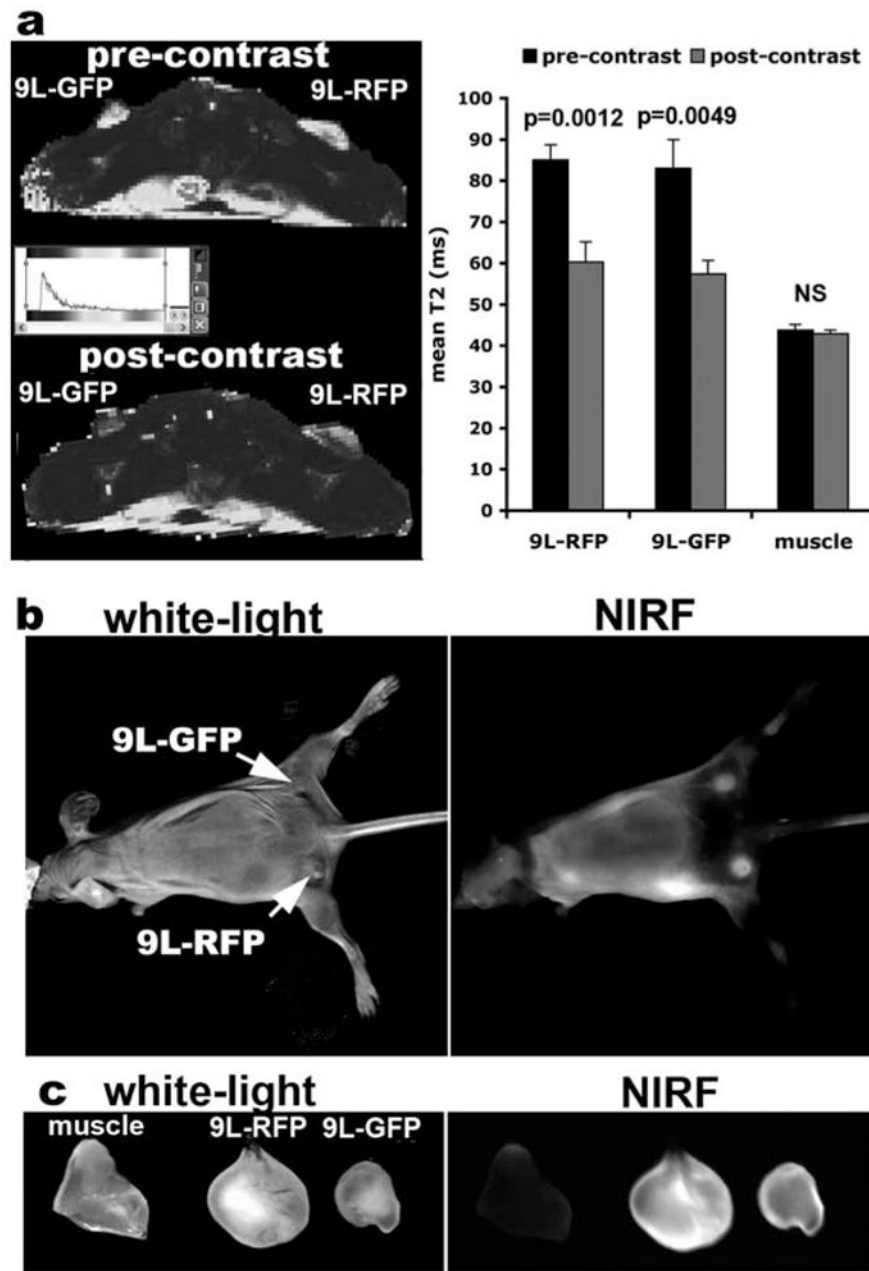 a
pre-contrast
9L-GFP 9L-RFP
post-contrast
9L-GFP 9L-RFP
pre-contrast post-contrast
p=0.0012 p=0.0049
NS
mean T2 (ms)
100
90
80
70
60
50
40
30
20
10
0
9L-RFP 9L-GFP muscle
b white-light NIRF
9L-GFP
9L-RFP
c white-light NIRF
muscle 9L-RFP 9L-GFP